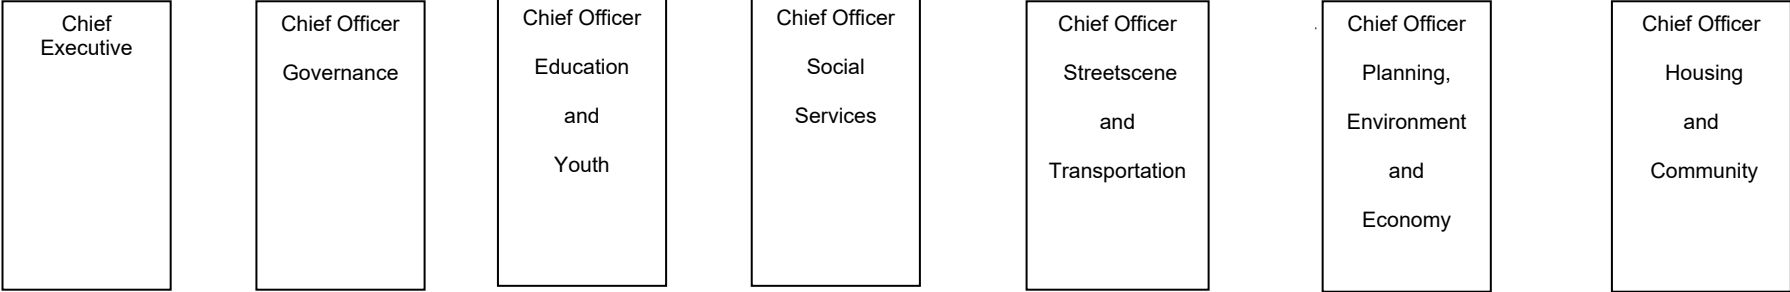 Chief
Executive
Chief Officer
Governance
Chief Officer
Education
and
Youth
Chief Officer
Social
Services
Chief Officer
Streetscene
and
Transportation
Chief Officer
Planning,
Environment
and
Economy
Chief Officer
Housing
and
Community